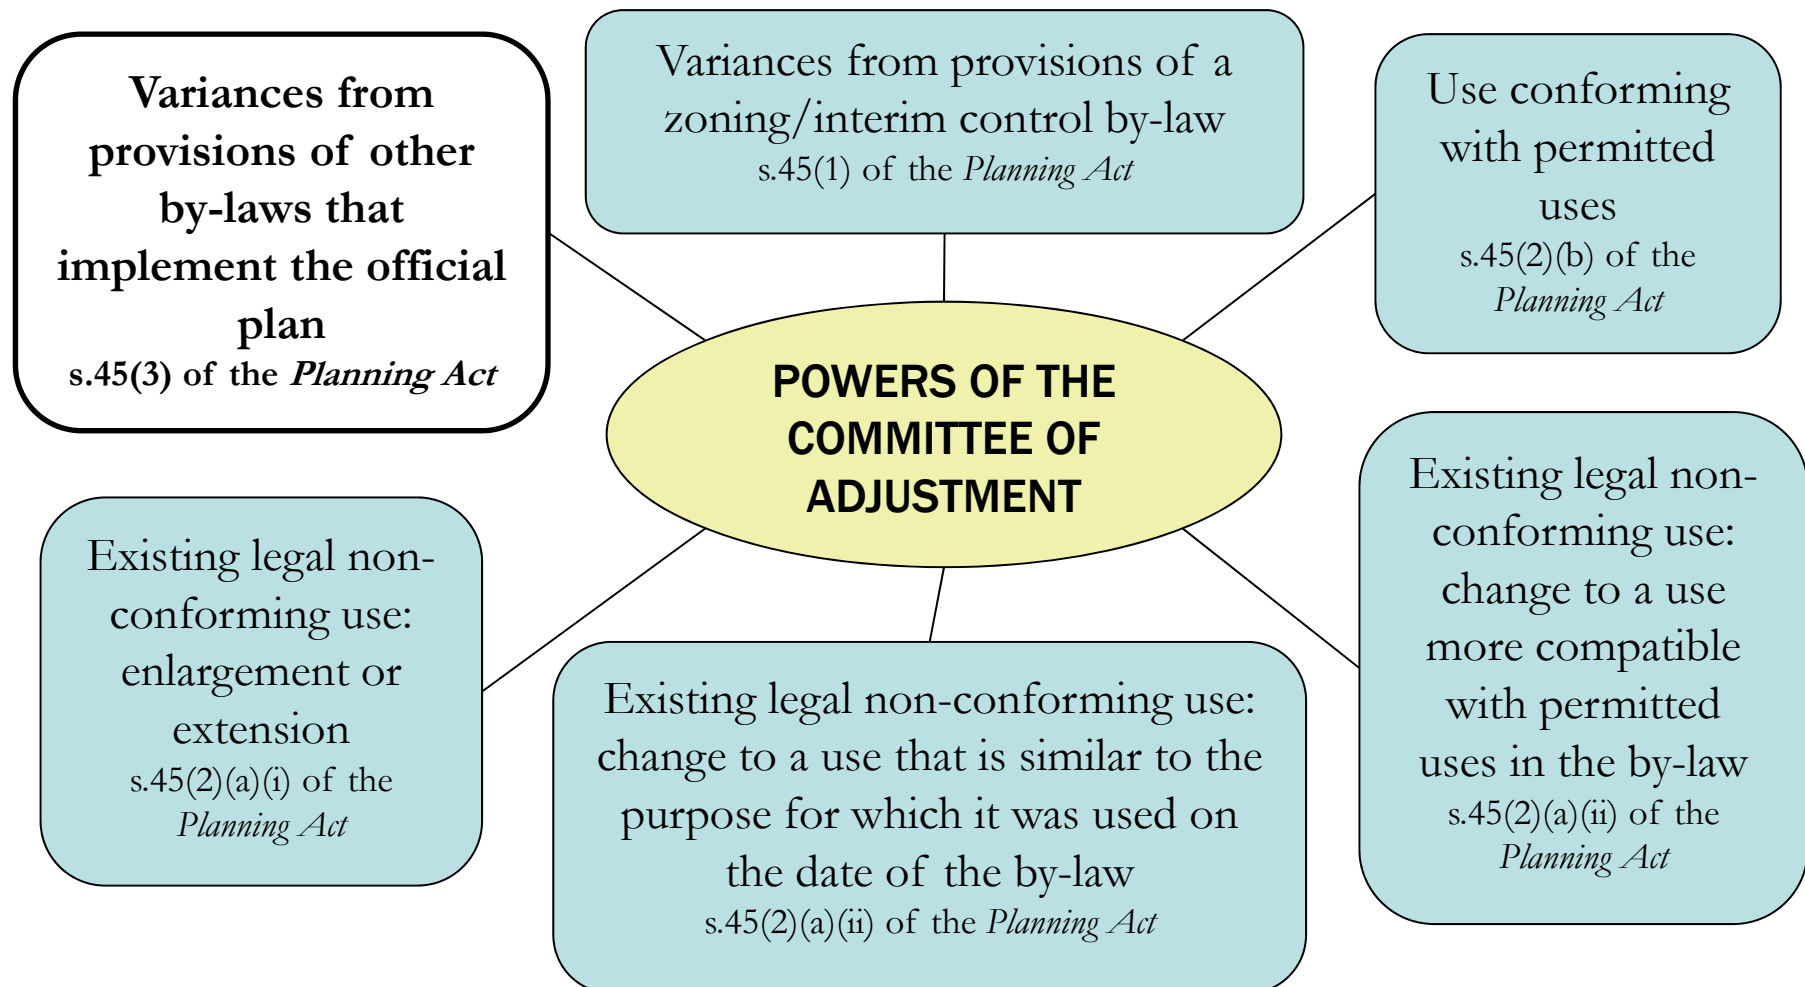 Variances from
provisions of other
by-laws that
implement the official
plan
s.45(3) of the Planning Act
Variances from provisions of a
zoning/interim control by-law
s.45(1) of the Planning Act
Use conforming
with permitted
uses
s.45(2)(b) of the
Planning Act
POWERS OF THE
COMMITTEE OF
ADJUSTMENT
Existing legal non-
conforming use:
enlargement or
extension
s.45(2)(a)(i) of the
Planning Act
Existing legal non-conforming use:
change to a use that is similar to the
purpose for which it was used on
the date of the by-law
s.45(2)(a)(ii) of the Planning Act
Existing legal non-
conforming use:
change to a use
more compatible
with permitted
uses in the by-law
s.45(2)(a)(ii) of the
Planning Act